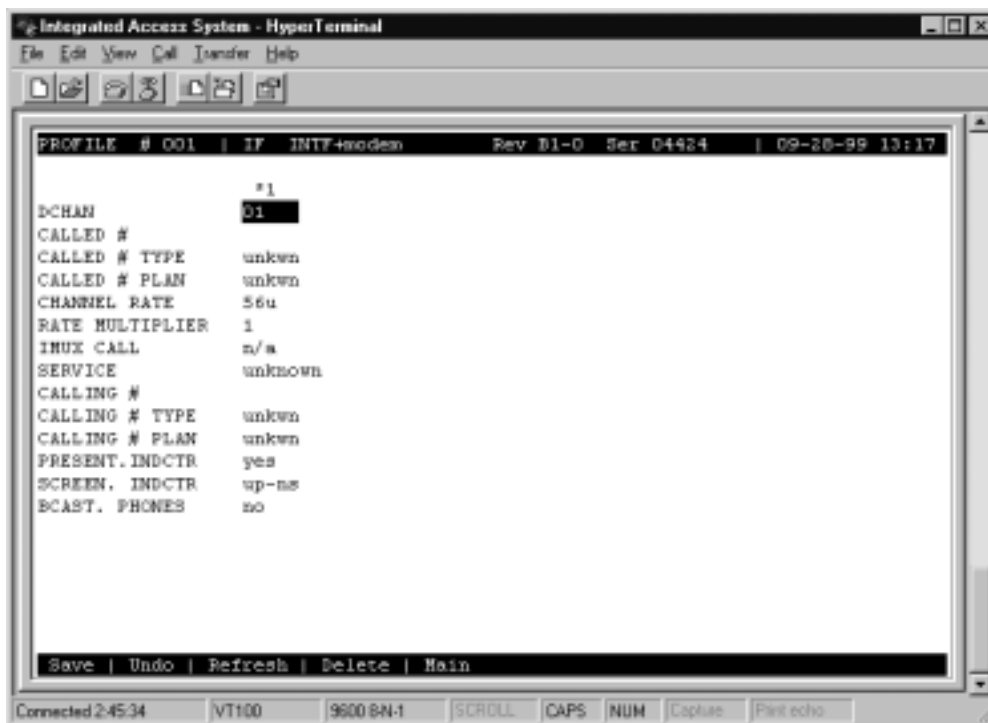 Integrated Access System - HyperTerminal
File Edit View Call Transfer Help
PROFILE # 001 | IF INTF+modem Rev B1-0 Ser 04424 | 09-28-99 13:17
*1
DCHAN D1
CALLED #
CALLED # TYPE unkwn
CALLED # PLAN unkwn
CHANNEL RATE 56u
RATE MULTIPLIER 1
IMUX CALL n/a
SERVICE unknown
CALLING #
CALLING # TYPE unkwn
CALLING # PLAN unkwn
PRESENT.INDCTR yes
SCREEN. INDCTR up-ns
BCAST. PHONES no
Save | Undo | Refresh | Delete | Main
Connected 2:45:34 VT100 9600 8-N-1 SCROLL CAPS NUM Capture Print echo